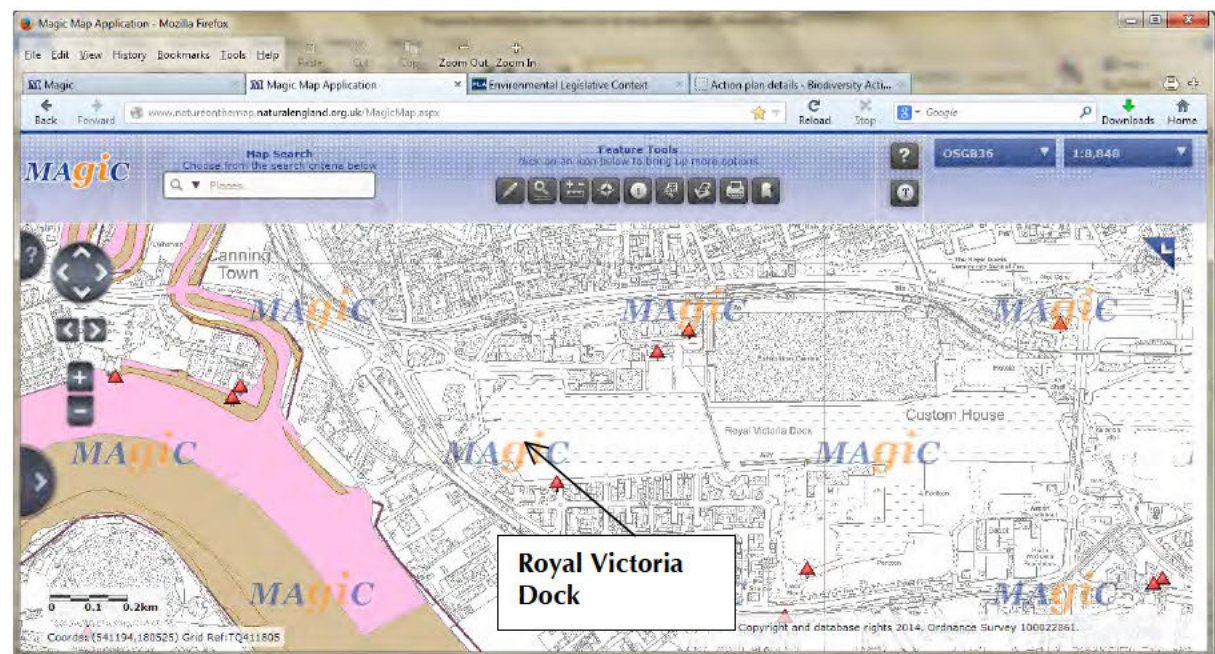 Magic Map Application - Mozilla Firefox
File Edit View History Bookmarks Tools Help
Paste Cut Copy Zoom Out Zoom In
Magic
Magic Map Application
Environmental Legislative Context
Action plan details - Biodiversity Acti...
Back Forward www.natureonthemap.naturalengland.org.uk/MagicMap.aspx Reload Stop Google Downloads Home
MAgiC
Map Search
Choose from the search criteria below
Places...
Feature Tools
click on an icon below to bring up more options
OSGB36
1:8,848
Canning
Town
MAgiC
MAgiC
MAgiC
Exhibition Centre
Custom House
Royal Victoria Dock
MAgiC
MAgiC
MAgiC
Royal Victoria
Dock
MAgiC
MAgiC
0 0.1 0.2km
Coords: (541194,180525) Grid Ref:TQ411805
Copyright and database rights 2014. Ordnance Survey 100022861.